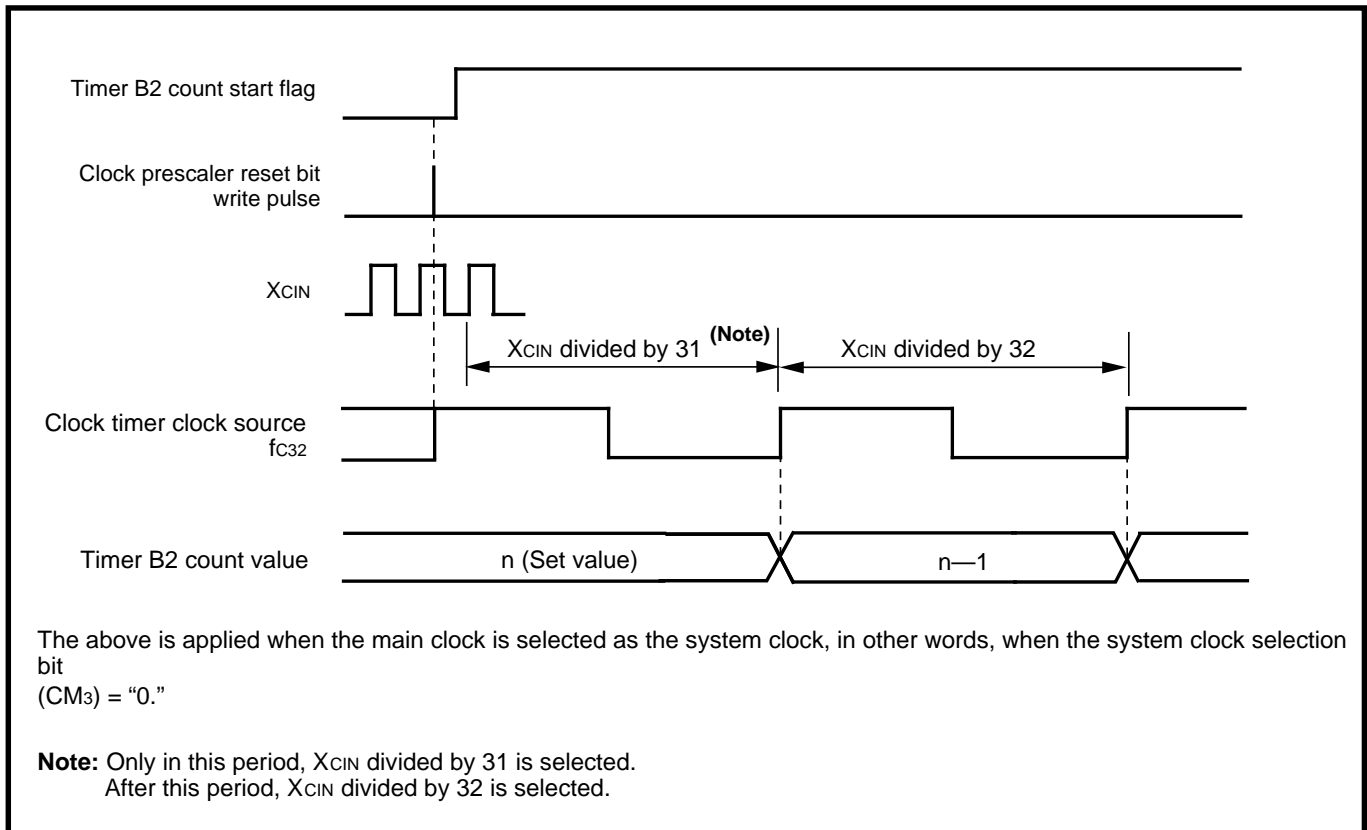 Timer B2 count start flag
Clock prescaler reset bit
write pulse
XCIN
XCIN divided by 31 (Note)
XCIN divided by 32
Clock timer clock source
fC32
Timer B2 count value
n (Set value)
n—1
The above is applied when the main clock is selected as the system clock, in other words, when the system clock selection
bit
(CM3) = “0.”
Note: Only in this period, XCIN divided by 31 is selected.
After this period, XCIN divided by 32 is selected.